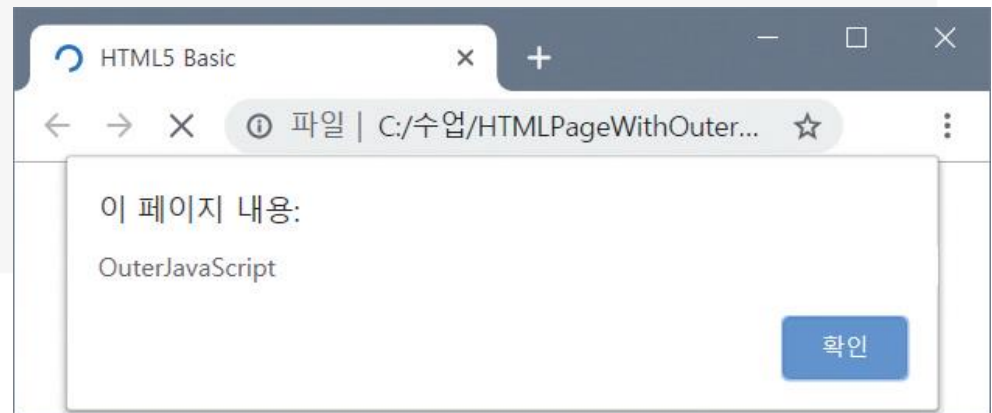 HTML5 Basic
파일 | C:/수업/HTMLPageWithOuter...
이 페이지 내용:
OuterJavaScript
확인